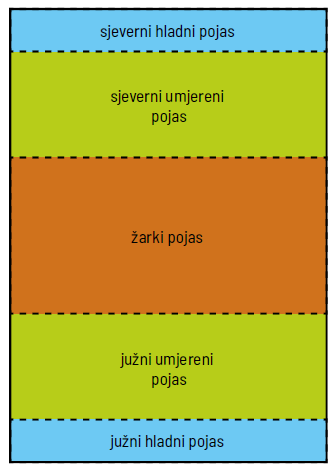 sjeverni hladni pojas
sjeverni umjereni
pojas
žarki pojas
južni umjereni
pojas
južni hladni pojas